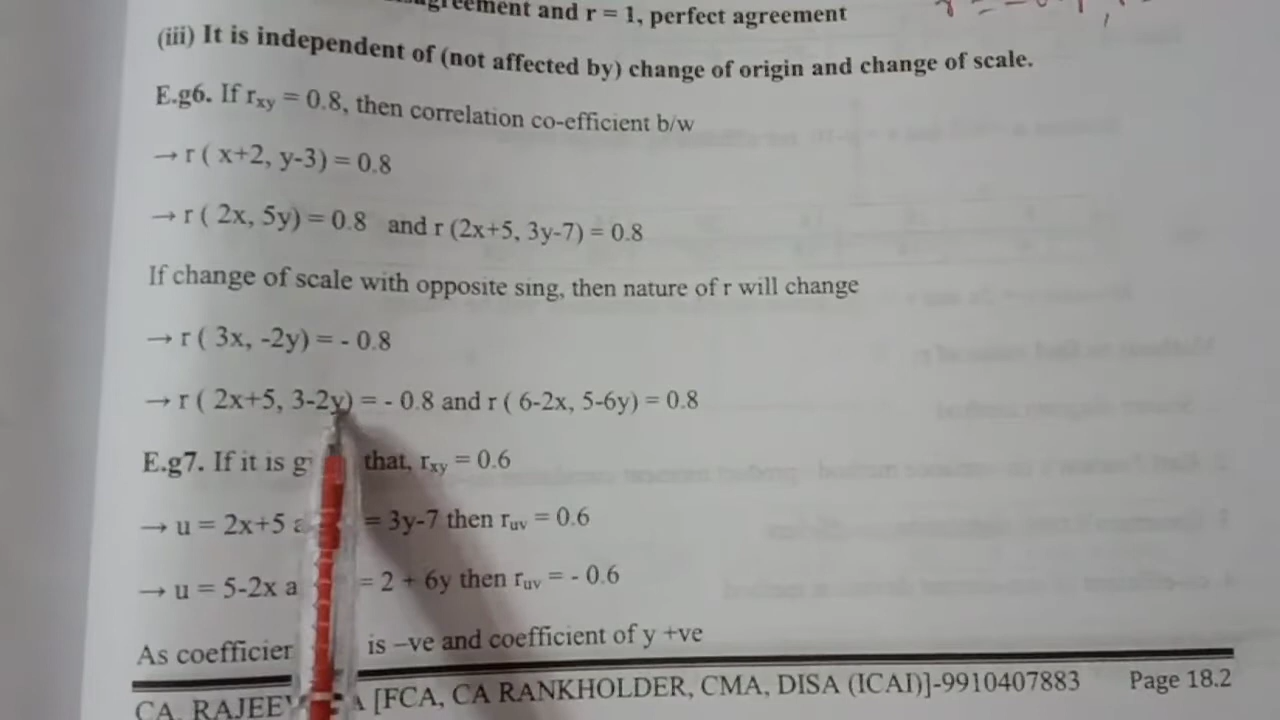 and r = 1, perfect agreement
(iii) It is independent of (not affected by) change of origin and change of scale.
E.g6. If rxy = 0.8, then correlation co-efficient b/w
→ r ( x+2, y-3) = 0.8
→ r ( 2x, 5y) = 0.8 and r (2x+5, 3y-7) = 0.8
If change of scale with opposite sing, then nature of r will change
→ r ( 3x, -2y) = - 0.8
→ r ( 2x+5, 3-2y) = - 0.8 and r ( 6-2x, 5-6y) = 0.8
E.g7. If it is that, rxy = 0.6
→ u = 2x+5 = 3y-7 then ruv = 0.6
→ u = 5-2x = 2 + 6y then ruv = - 0.6
As is –ve and coefficient of y +ve
CA. [FCA, CA RANKHOLDER, CMA, DISA (ICAI)]-9910407883 Page 18.2